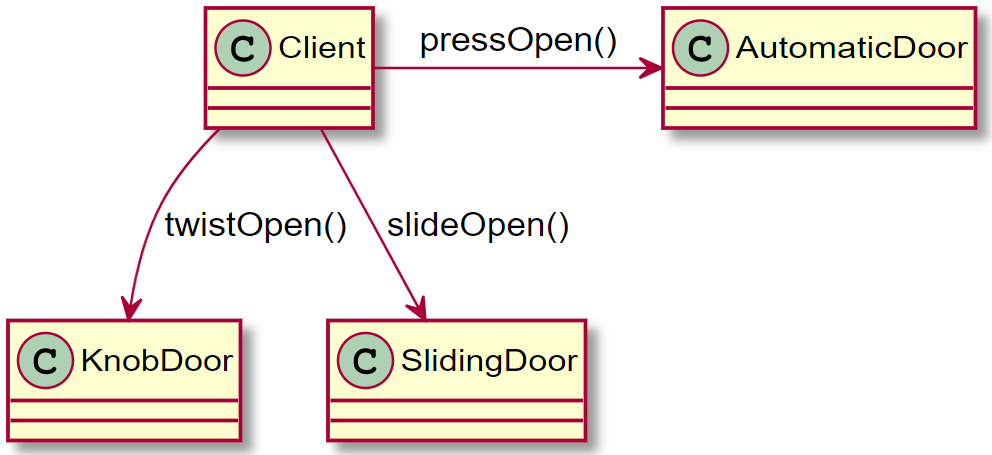 C Client
pressOpen()
C AutomaticDoor
twistOpen()
slideOpen()
C KnobDoor
C SlidingDoor